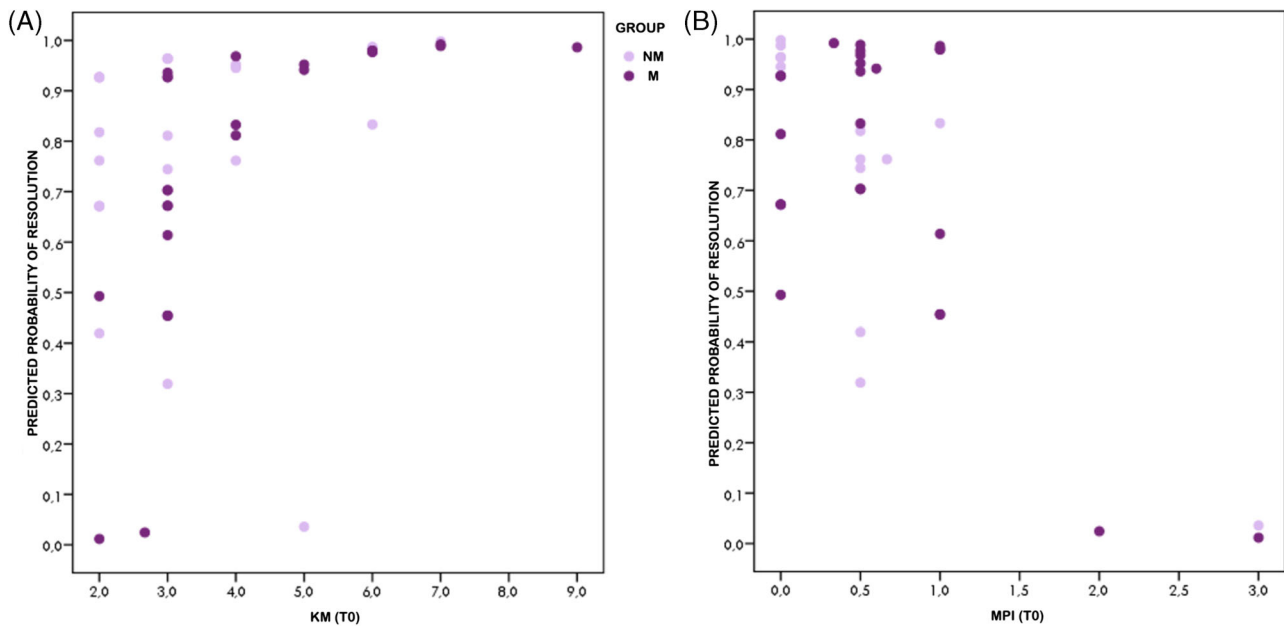 (A)
PREDICTED PROBABILITY OF RESOLUTION
1,0
0,9
0,8
0,7
0,6
0,5
0,4
0,3
0,2
0,1
0,0
2,0 3,0 4,0 5,0 6,0 7,0 8,0 9,0
KM (T0)
GROUP
NM
M
(B)
PREDICTED PROBABILITY OF RESOLUTION
1,0
0,9
0,8
0,7
0,6
0,5
0,4
0,3
0,2
0,1
0,0
0,0 0,5 1,0 1,5 2,0 2,5 3,0
MPI (T0)